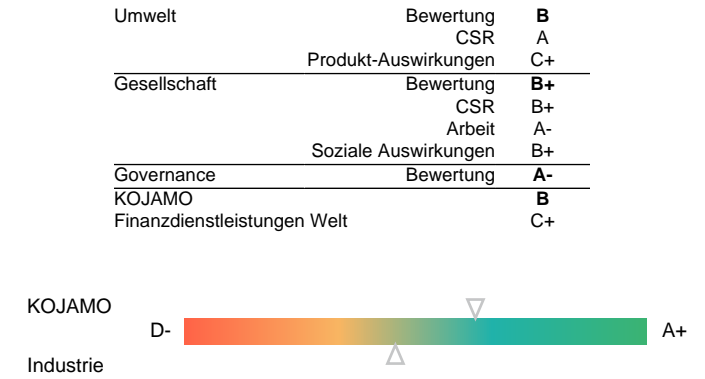 Umwelt Bewertung B
CSR A
Produkt-Auswirkungen C+
Gesellschaft Bewertung B+
CSR B+
Arbeit A-
Soziale Auswirkungen B+
Governance Bewertung A-
KOJAMO B
Finanzdienstleistungen Welt C+
KOJAMO
D- A+
Industrie